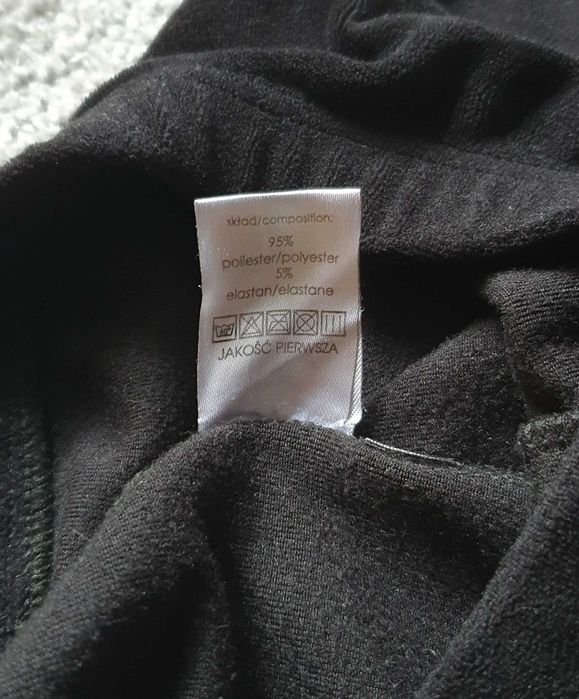 skład/composition:
95%
poliester/polyester
5%
elastan/elastane
JAKOŚĆ PIERWSZA